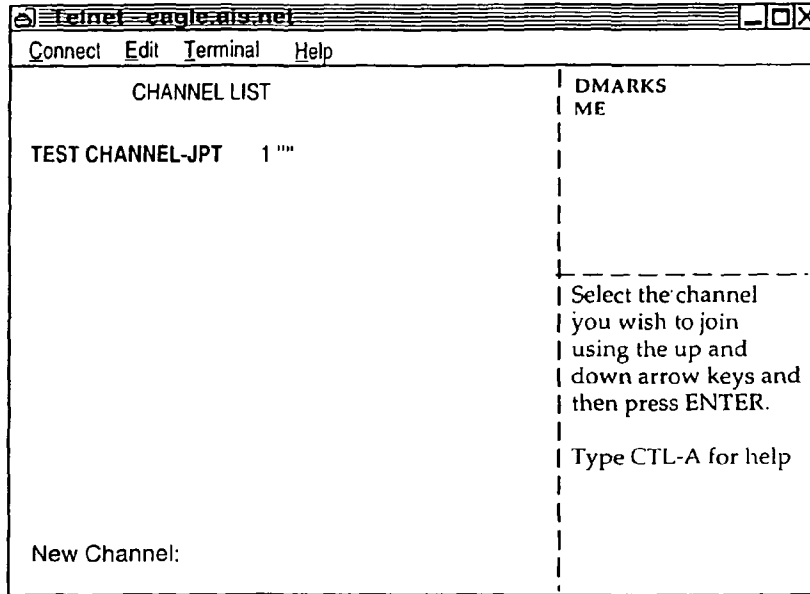 Telnet - eagle.ais.net
Connect Edit Terminal Help
CHANNEL LIST
TEST CHANNEL-JPT 1 ""
New Channel:
DMARKS
ME
Select the channel
you wish to join
using the up and
down arrow keys and
then press ENTER.
Type CTL-A for help